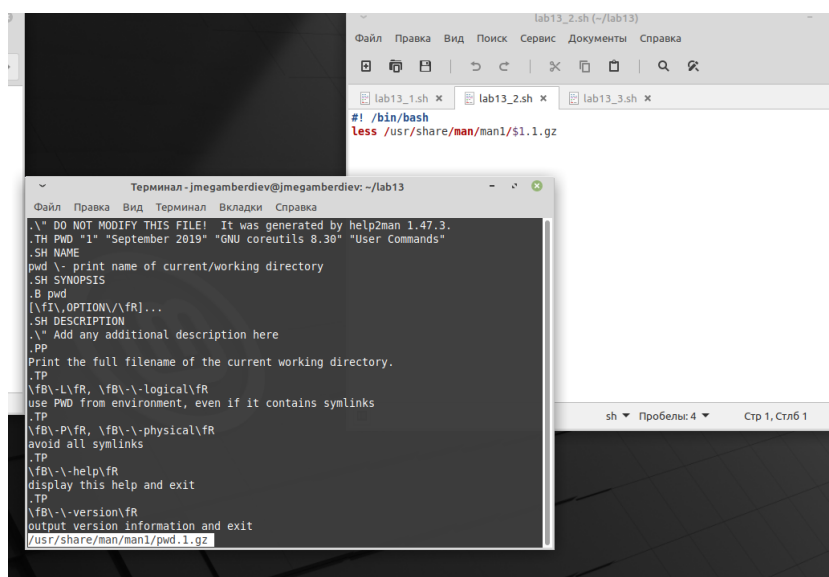 lab13_2.sh (~/lab13)
Файл Правка Вид Поиск Сервис Документы Справка
lab13_1.sh lab13_2.sh lab13_3.sh
#! /bin/bash
less /usr/share/man/man1/$1.1.gz
sh Пробелы: 4 Стр 1, Стлб 1
Терминал - jmegamberdiev@jmegamberdiev: ~/lab13
Файл Правка Вид Терминал Вкладки Справка
.\" DO NOT MODIFY THIS FILE!  It was generated by help2man 1.47.3.
.TH PWD "1" "September 2019" "GNU coreutils 8.30" "User Commands"
.SH NAME
pwd \- print name of current/working directory
.SH SYNOPSIS
.B pwd
[\fI\,OPTION\/\fR]...
.SH DESCRIPTION
.\" Add any additional description here
.PP
Print the full filename of the current working directory.
.TP
\fB\-L\fR, \fB\-\-logical\fR
use PWD from environment, even if it contains symlinks
.TP
\fB\-P\fR, \fB\-\-physical\fR
avoid all symlinks
.TP
\fB\-\-help\fR
display this help and exit
.TP
\fB\-\-version\fR
output version information and exit
/usr/share/man/man1/pwd.1.gz